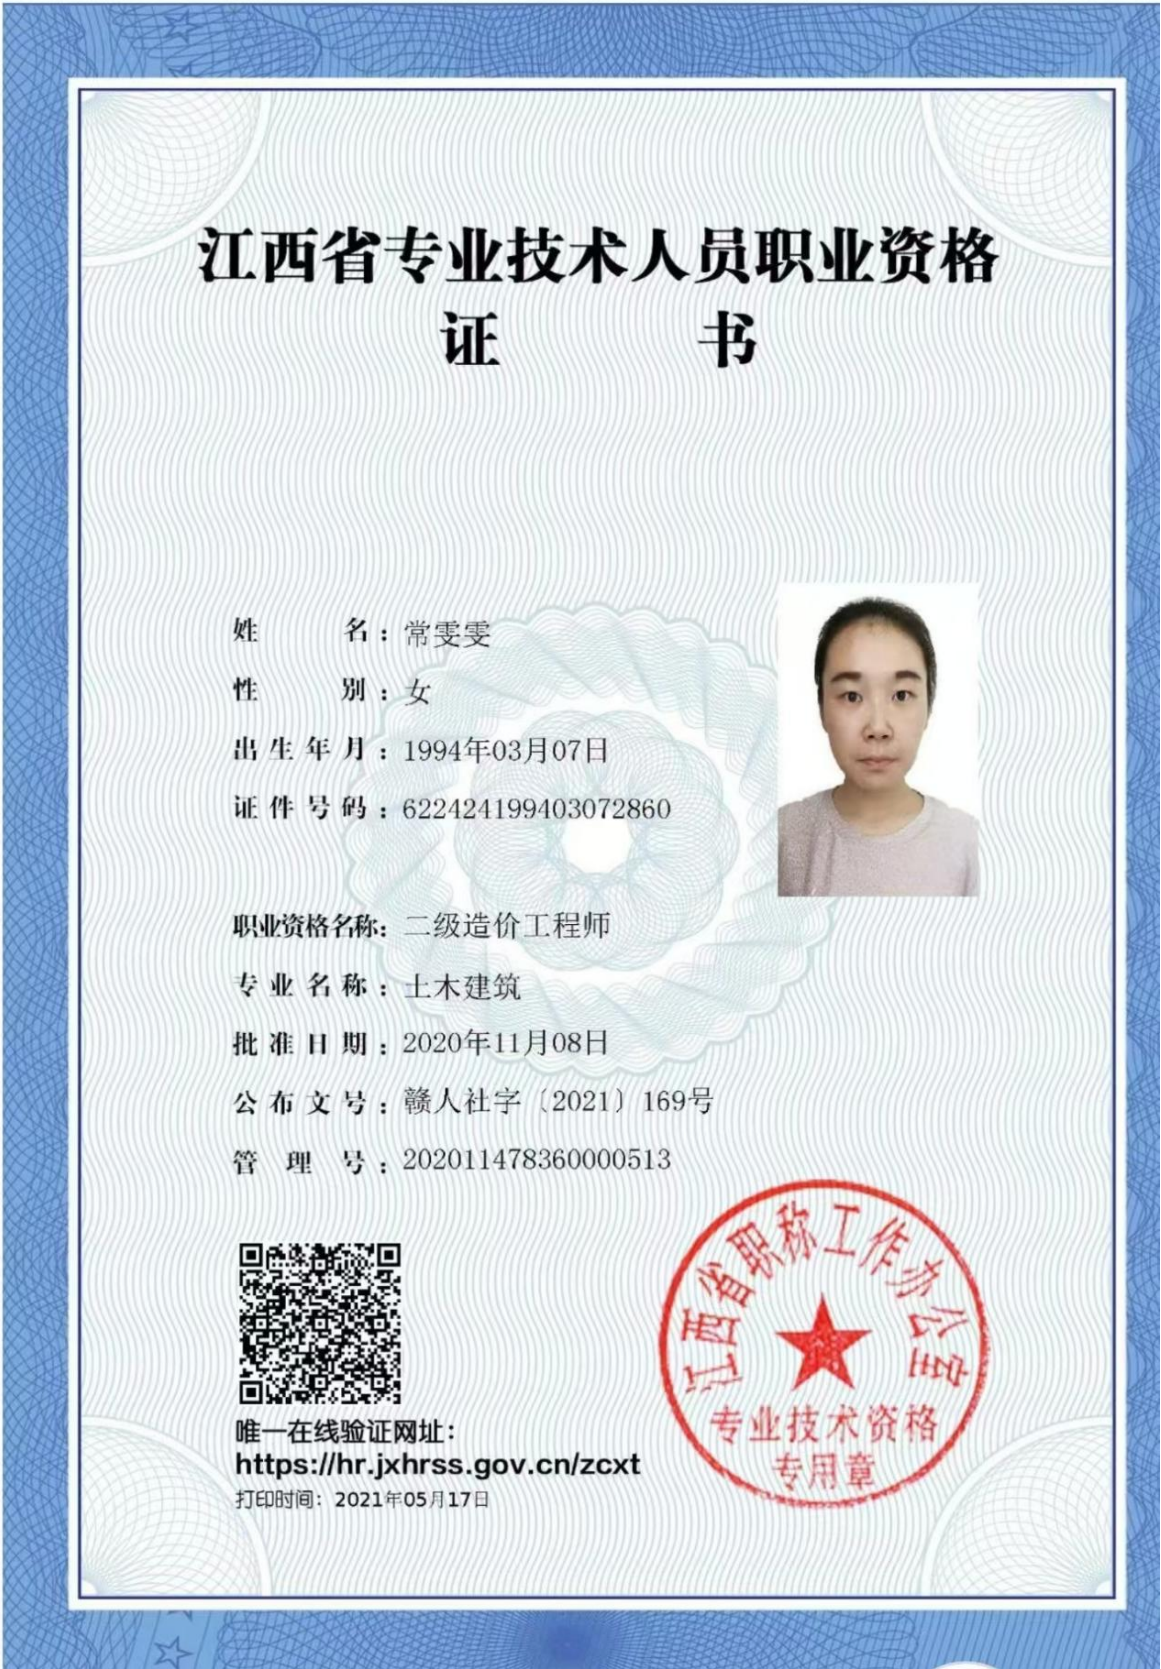 江西省专业技术人员职业资格
证 书
姓 名：常雯雯
性 别：女
出生年月：1994年03月07日
证件号码：622424199403072860
职业资格名称：二级造价工程师
专业名称：土木建筑
批准日期：2020年11月08日
公布文号：赣人社字〔2021〕169号
管 理 号：202011478360000513
江西省职称工作办公室
专业技术资格
专用章
唯一在线验证网址：
https://hr.jxhrss.gov.cn/zcxt
打印时间：2021年05月17日